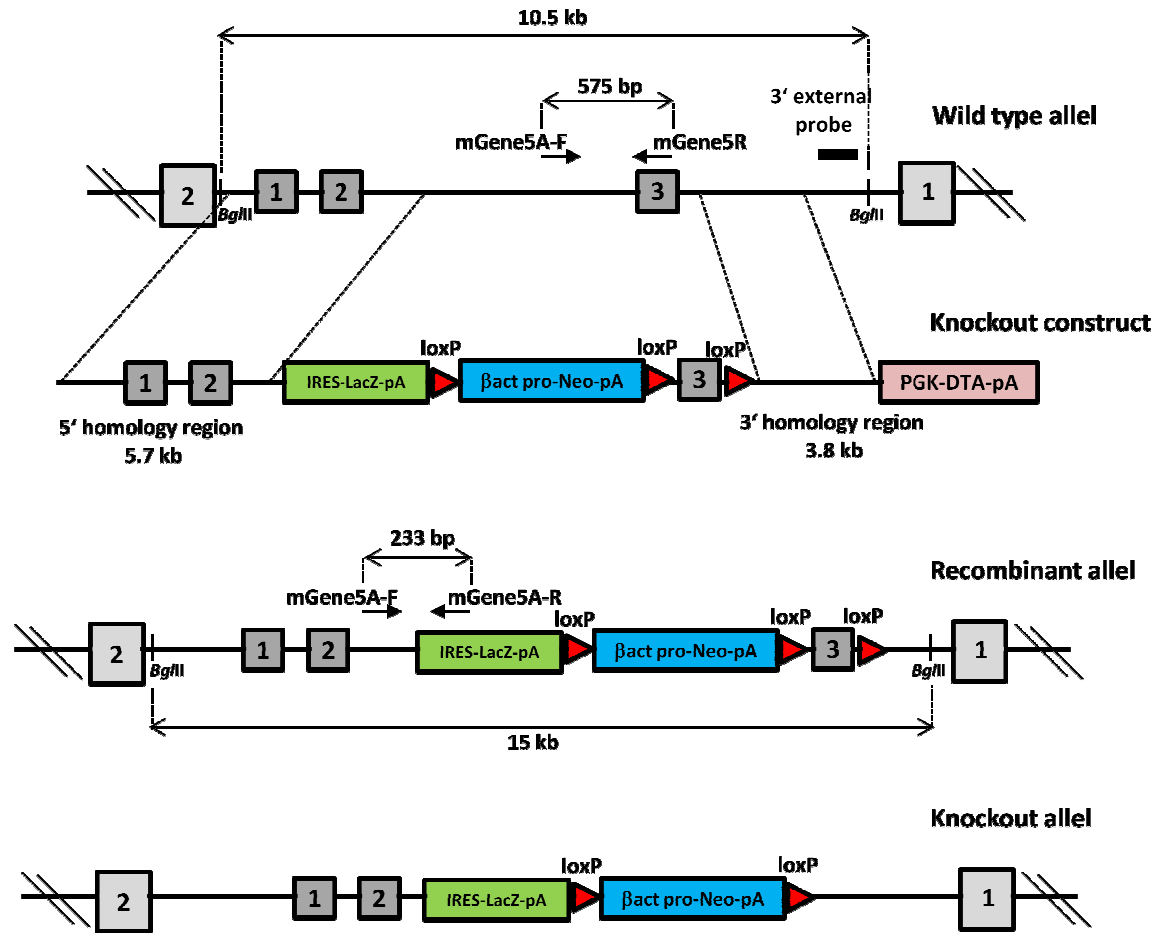 10.5 kb
575 bp
3‘ external
probe
Wild type allel
mGene5A-F
mGene5R
2
BglII
1
2
3
BglII
1
Knockout construct
loxP
loxP
loxP
1
2
IRES-LacZ-pA
βact pro-Neo-pA
3
PGK-DTA-pA
5‘ homology region
5.7 kb
3‘ homology region
3.8 kb
233 bp
Recombinant allel
mGene5A-F
mGene5A-R
loxP
loxP
loxP
2
BglII
1
2
IRES-LacZ-pA
βact pro-Neo-pA
3
BglII
1
15 kb
Knockout allel
loxP
loxP
2
1
2
IRES-LacZ-pA
βact pro-Neo-pA
1